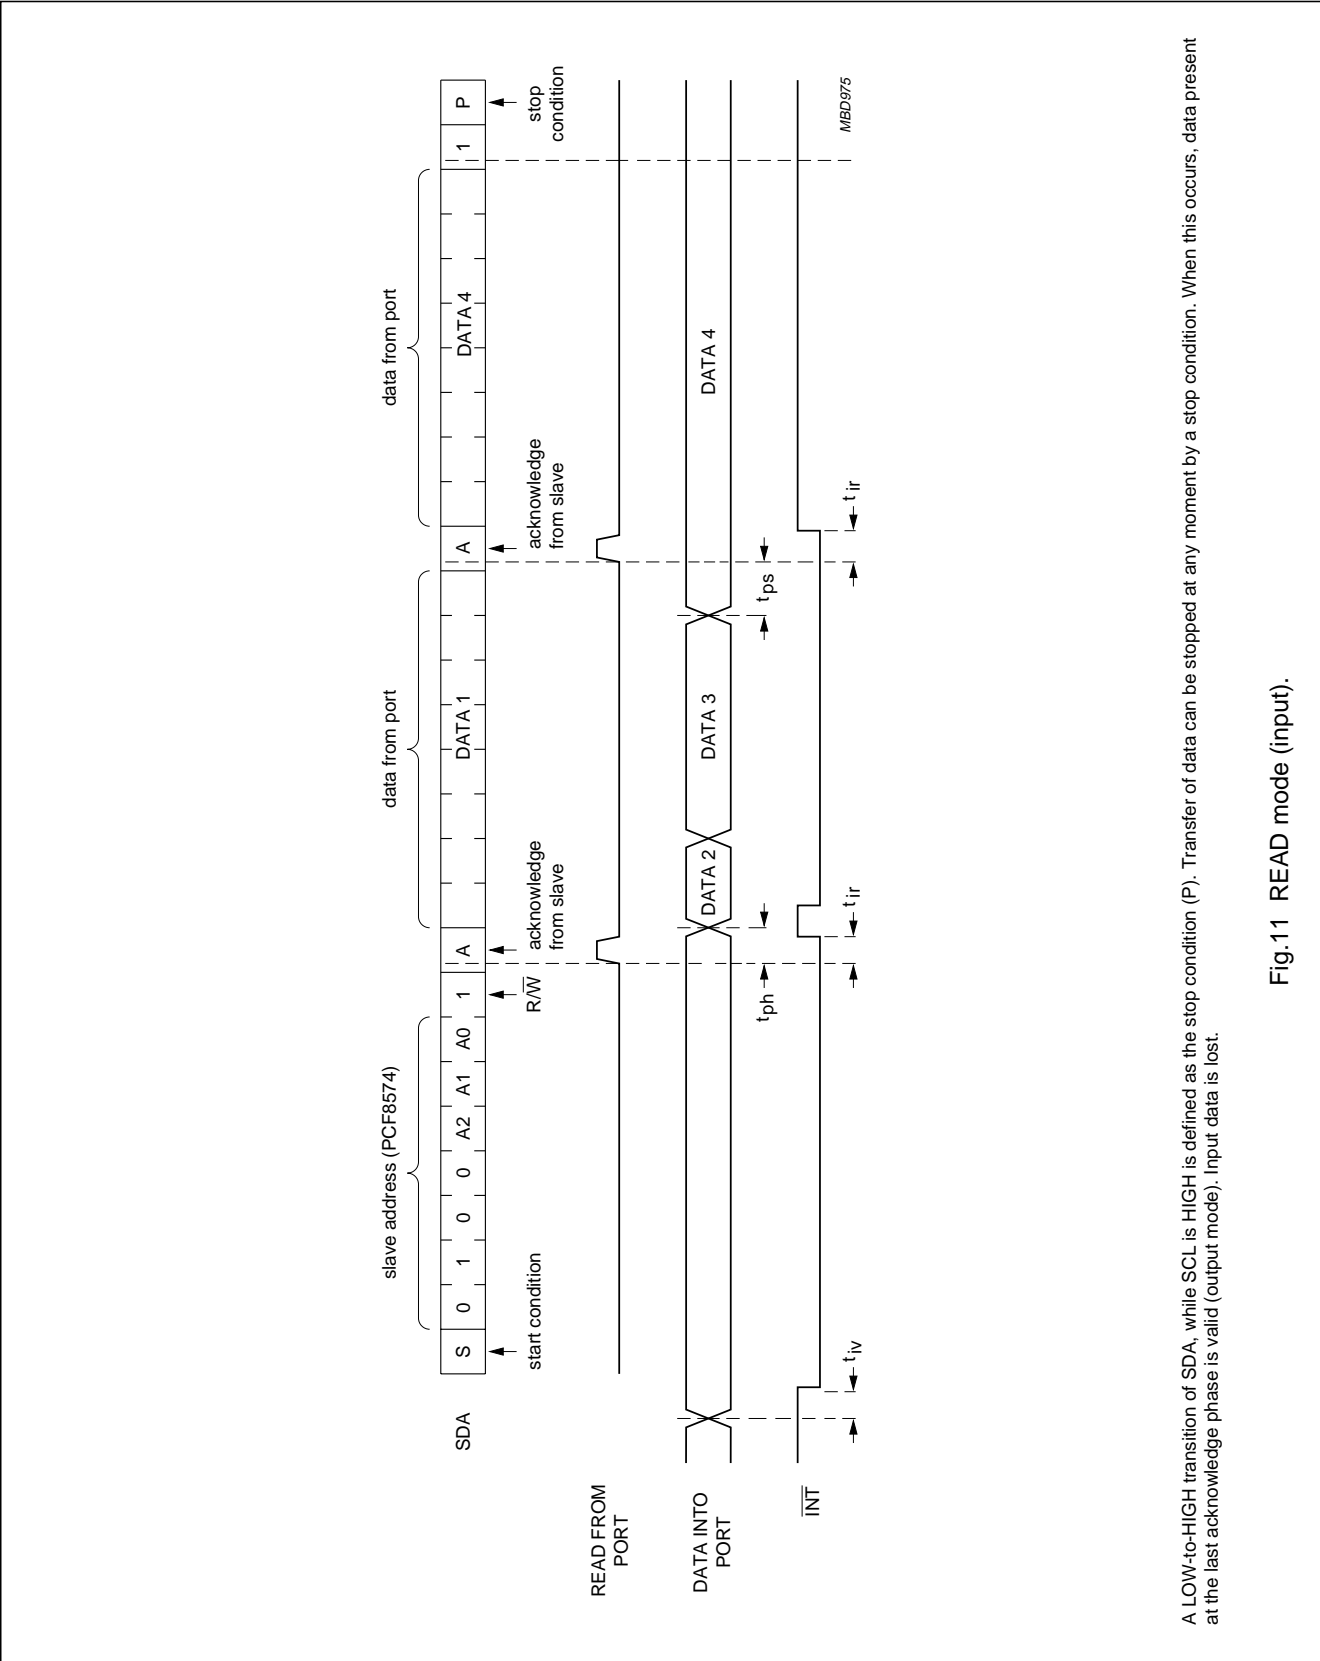 slave address (PCF8574)
data from port
data from port
SDA
S 0 1 0 0 A2 A1 A0 1 A DATA 1 A DATA 4 1 P
start condition
R/W
acknowledge
from slave
acknowledge
from slave
stop
condition
READ FROM
PORT
DATA INTO
PORT
DATA 2
DATA 3
DATA 4
tph
tps
INT
tiv
tir
tir
MBD975
A LOW-to-HIGH transition of SDA, while SCL is HIGH is defined as the stop condition (P). Transfer of data can be stopped at any moment by a stop condition. When this occurs, data present
at the last acknowledge phase is valid (output mode). Input data is lost.
Fig.11 READ mode (input).